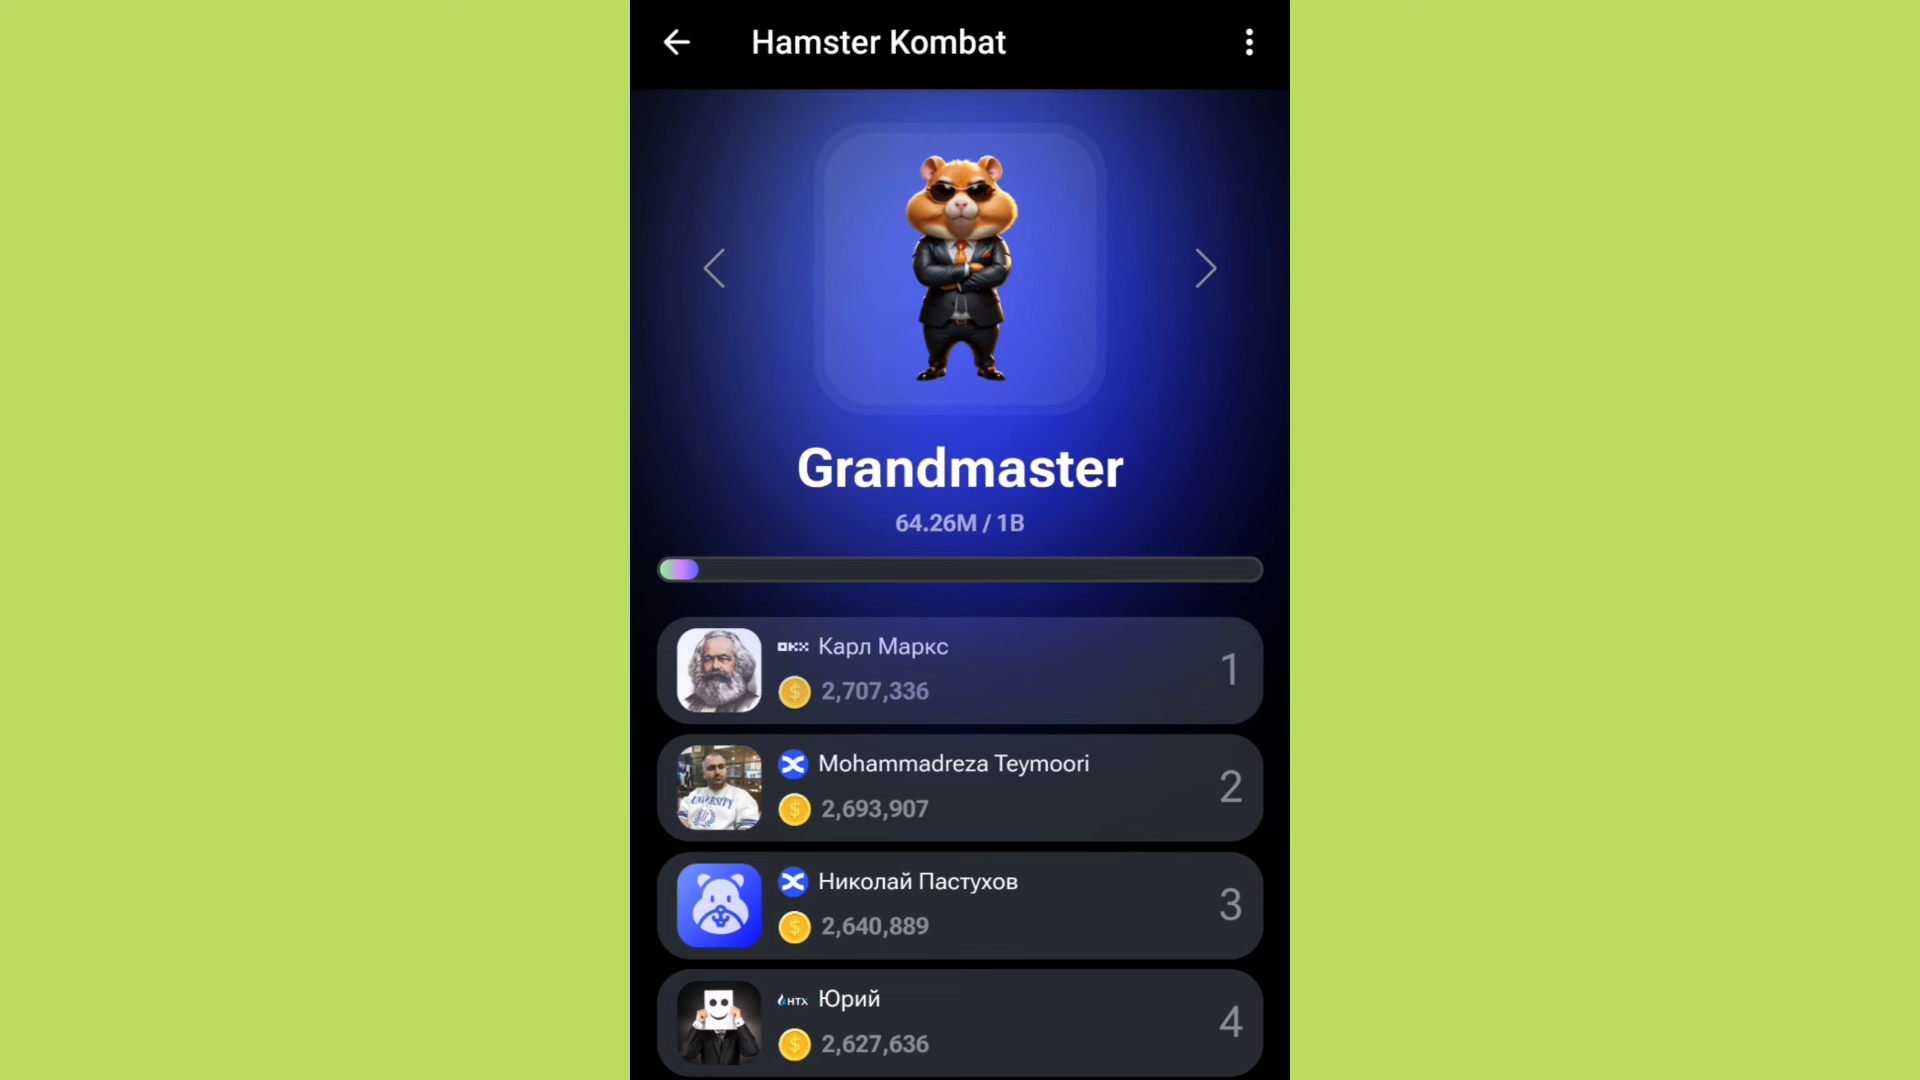 Hamster Kombat
Grandmaster
64.26M / 1B
OKX Карл Маркс
2,707,336
1
Mohammadreza Teymoori
2,693,907
2
UNIVERSITY
Николай Пастухов
2,640,889
3
HTX Юрий
2,627,636
4